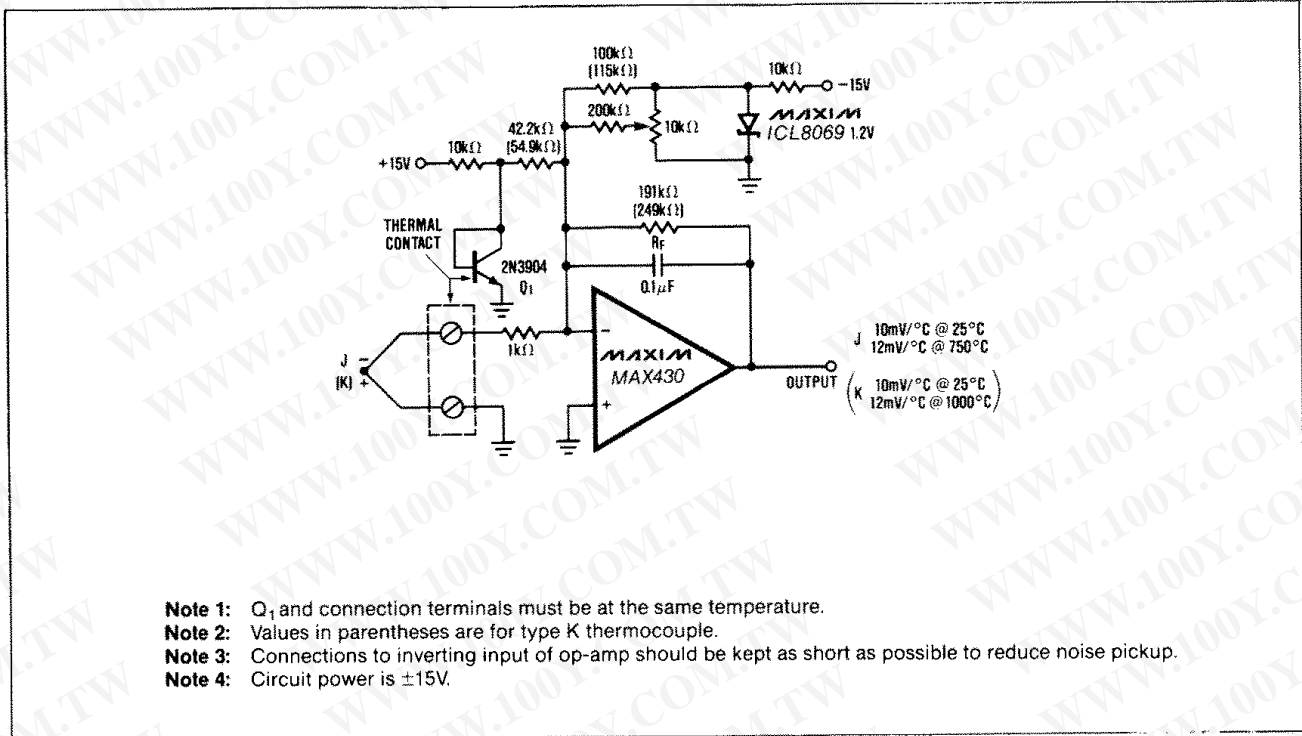 100kΩ
(115kΩ)
10kΩ
−15V
200kΩ
10kΩ
MAXIM
ICL8069 1.2V
42.2kΩ
(54.9kΩ)
10kΩ
+15V
191kΩ
(249kΩ)
RF
0.1μF
THERMAL
CONTACT
2N3904
Q1
J −
(K) +
1kΩ
−
MAXIM
MAX430
+
OUTPUT
J 10mV/°C @ 25°C
12mV/°C @ 750°C
(K 10mV/°C @ 25°C
12mV/°C @ 1000°C)
Note 1: Q1 and connection terminals must be at the same temperature.
Note 2: Values in parentheses are for type K thermocouple.
Note 3: Connections to inverting input of op-amp should be kept as short as possible to reduce noise pickup.
Note 4: Circuit power is ±15V.
WWW.100Y.COM.TW